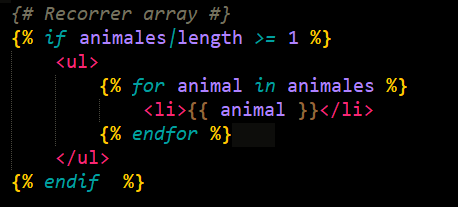 {# Recorrer array #}
{% if animales|length >= 1 %}
<ul>
{% for animal in animales %}
<li>{{ animal }}</li>
{% endfor %}
</ul>
{% endif  %}